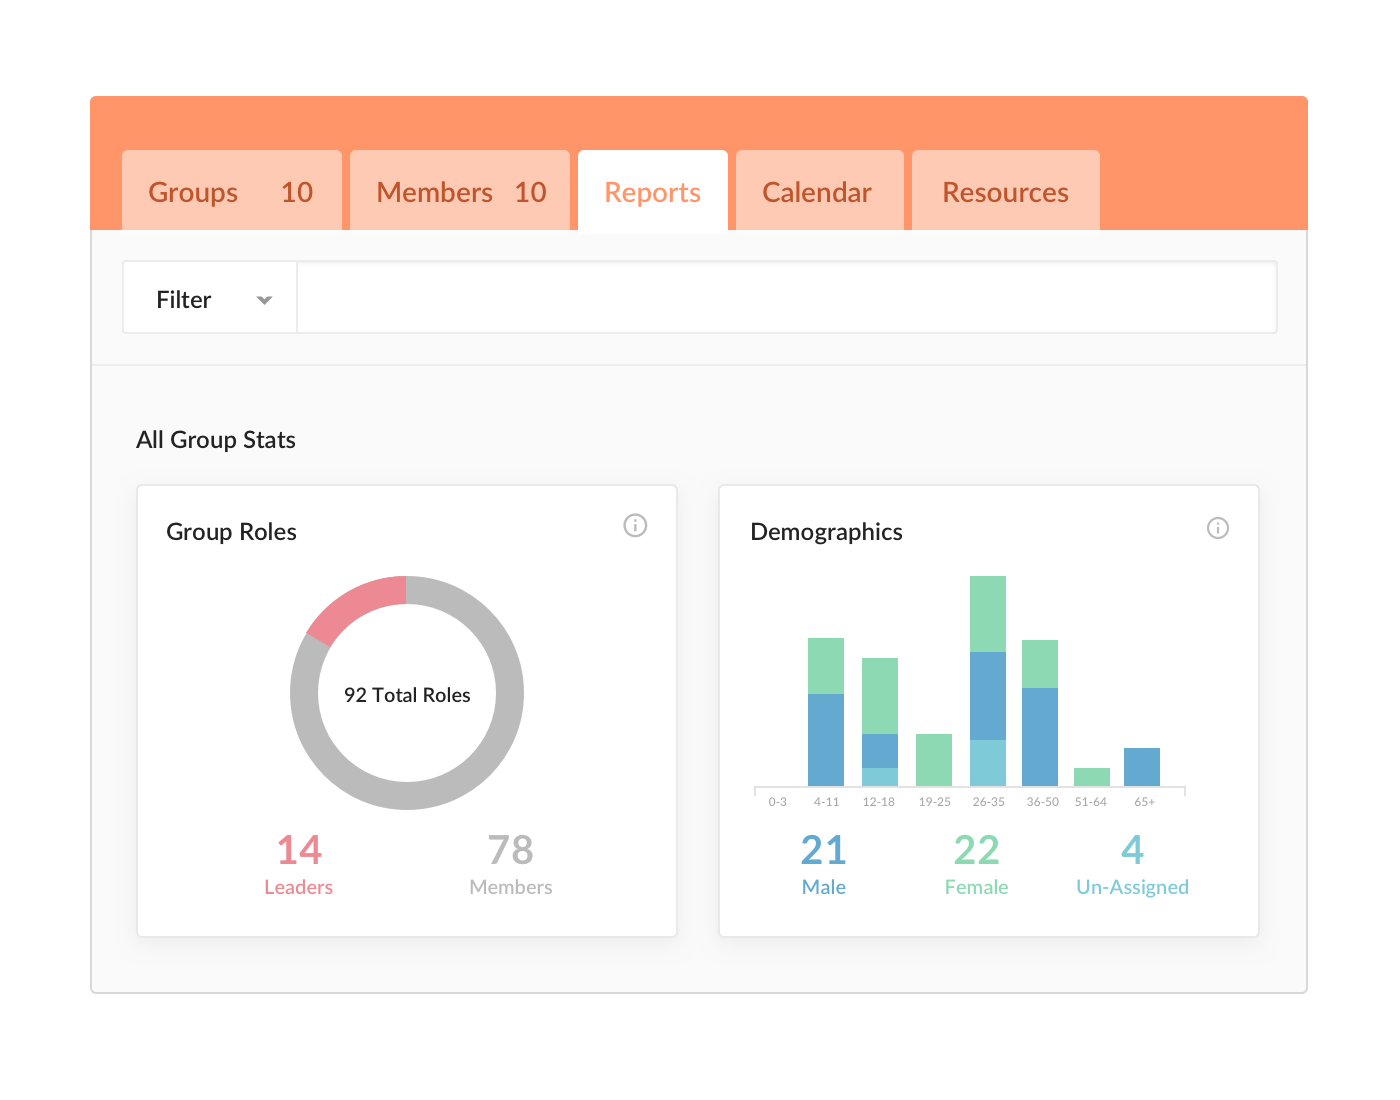 Groups 10 Members 10 Reports Calendar Resources
Filter
All Group Stats
Group Roles
92 Total Roles
14 78
Leaders Members
Demographics
0-3 4-11 12-18 19-25 26-35 36-50 51-64 65+
21 22 4
Male Female Un-Assigned